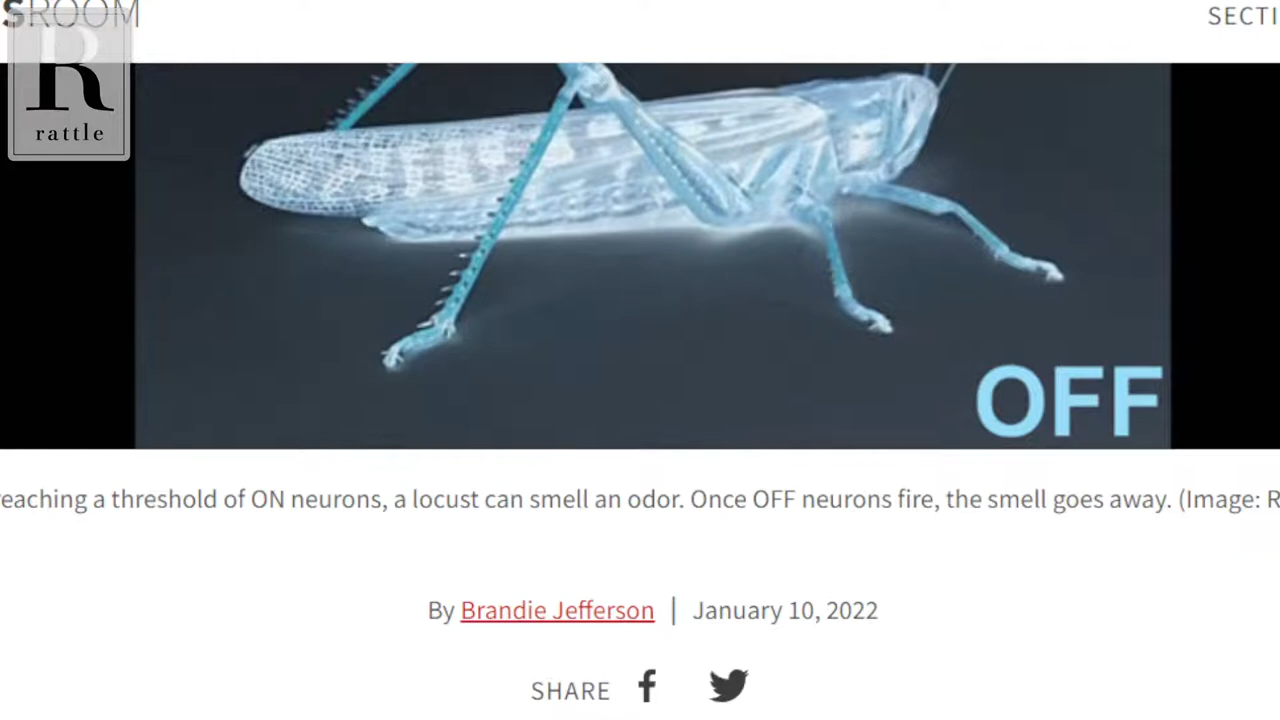 SROOM
SECTI
R
rattle
OFF
eaching a threshold of ON neurons, a locust can smell an odor. Once OFF neurons fire, the smell goes away. (Image: R
By Brandie Jefferson | January 10, 2022
SHARE